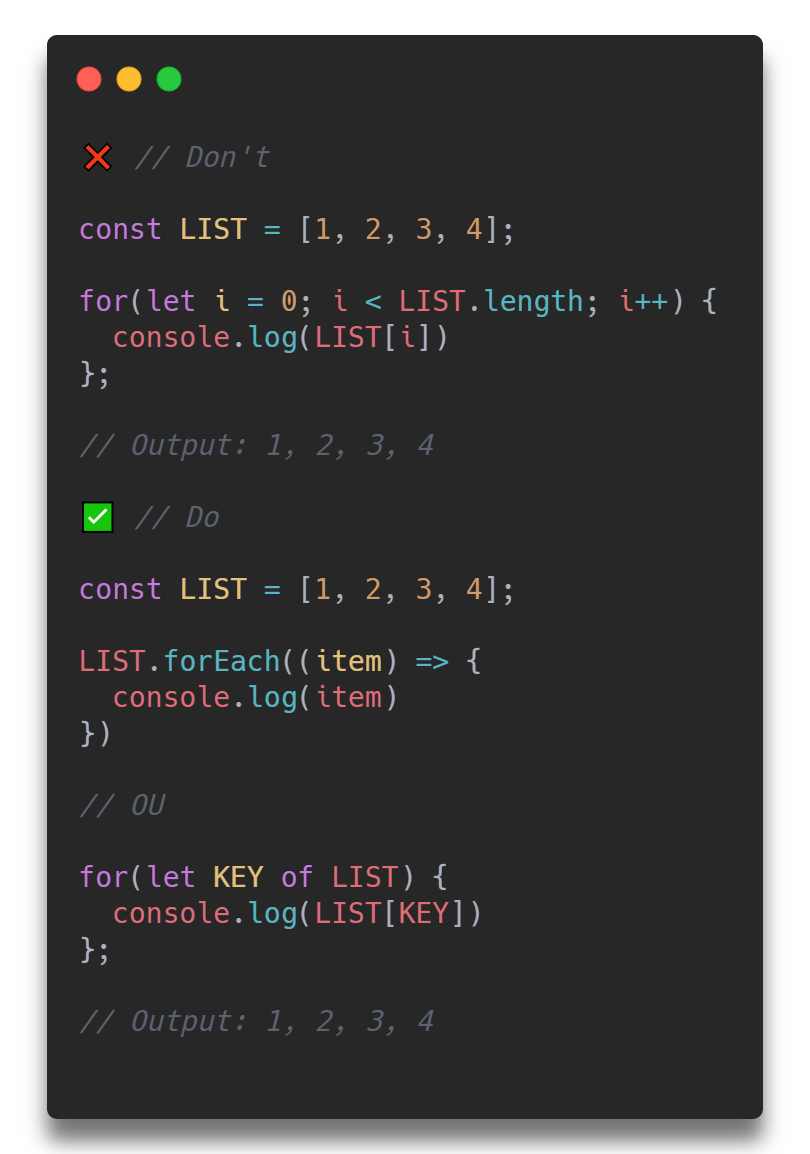 ❌ // Don't
const LIST = [1, 2, 3, 4];
for(let i = 0; i < LIST.length; i++) {
  console.log(LIST[i])
};
// Output: 1, 2, 3, 4
✅ // Do
const LIST = [1, 2, 3, 4];
LIST.forEach((item) => {
  console.log(item)
})
// OU
for(let KEY of LIST) {
  console.log(LIST[KEY])
};
// Output: 1, 2, 3, 4